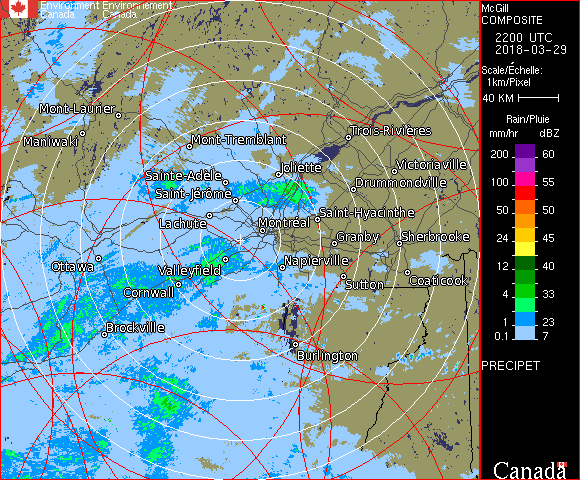 Environment Environnement
Canada Canada
McGill
COMPOSITE
2200 UTC
2018-03-29
Scale/Échelle:
1km/Pixel
40 KM
Rain/Pluie
mm/hr dBZ
200 60
100 55
50 50
24 45
12 40
4 33
1 23
0.1 7
PRECIPET
Canada
Mont-Laurier
Maniwaki
Mont-Tremblant
Trois-Rivières
Joliette
Victoriaville
Sainte-Adèle
Drummondville
Saint-Jérôme
Saint-Hyacinthe
Lachute
Montréal
Granby
Sherbrooke
Ottawa
Valleyfield
Napierville
Coaticook
Sutton
Cornwall
Brockville
Burlington